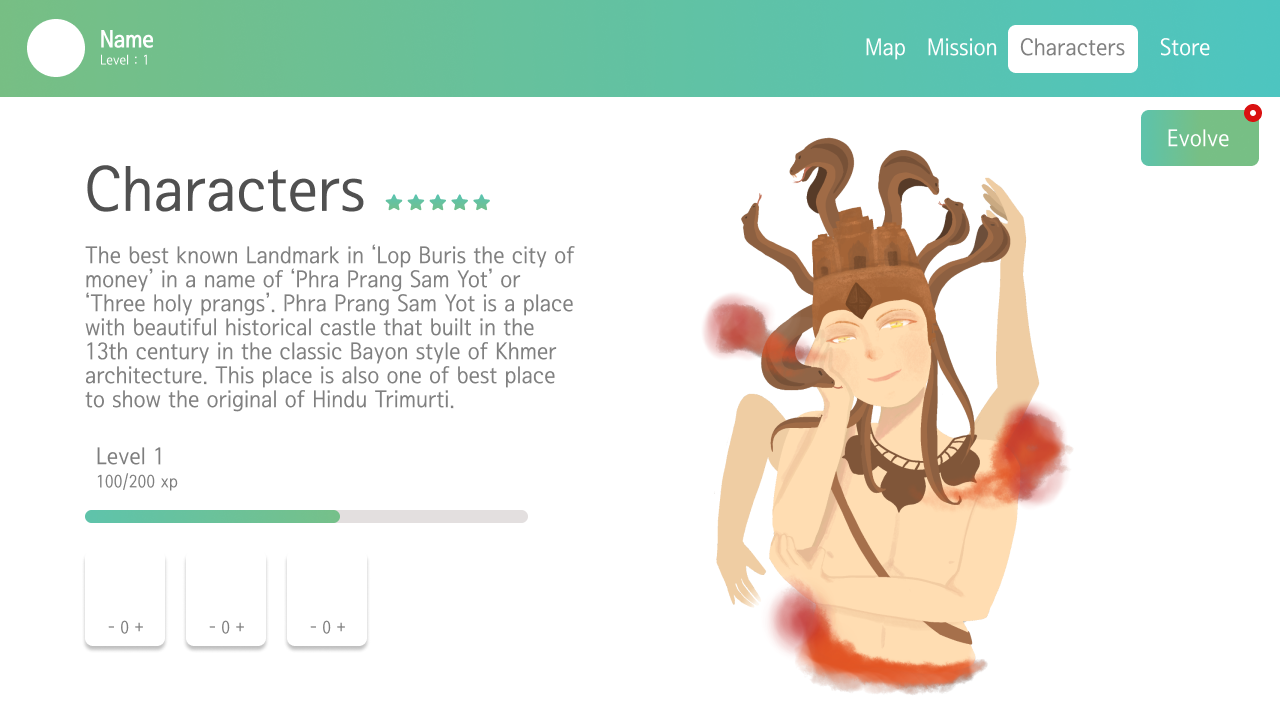 Name
Level : 1
Map Mission Characters Store
Evolve
Characters
The best known Landmark in ‘Lop Buris the city of
money’ in a name of ‘Phra Prang Sam Yot’ or
‘Three holy prangs’. Phra Prang Sam Yot is a place
with beautiful historical castle that built in the
13th century in the classic Bayon style of Khmer
architecture. This place is also one of best place
to show the original of Hindu Trimurti.
Level 1
100/200 xp
- 0 + - 0 + - 0 +